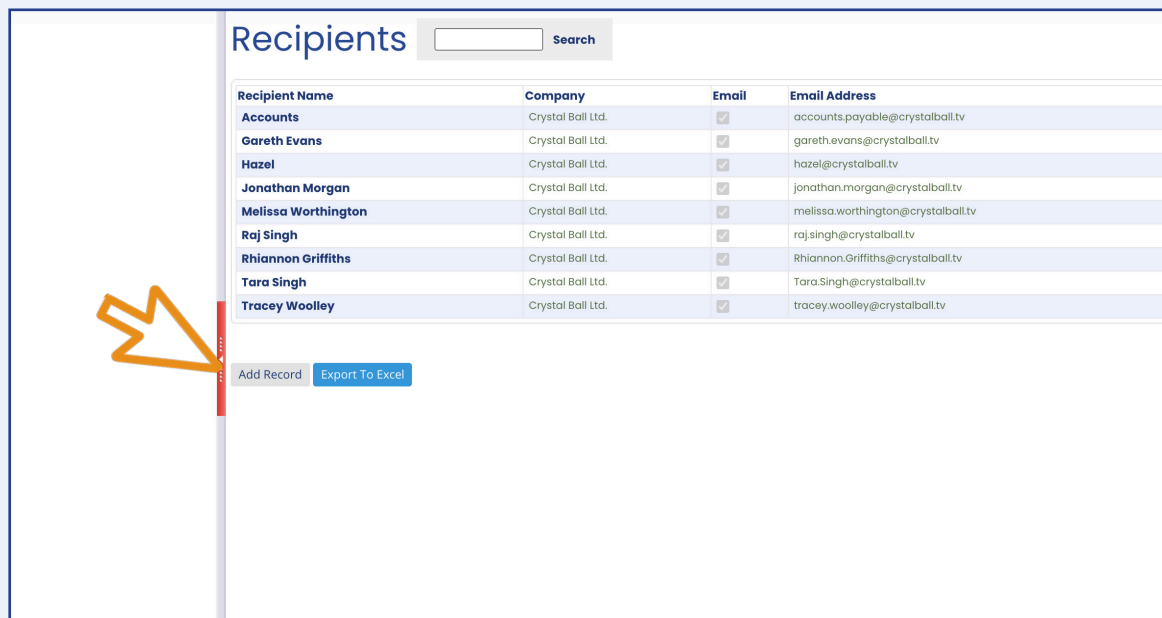 Recipients Search
Recipient Name Company Email Email Address
Accounts Crystal Ball Ltd. accounts.payable@crystalball.tv
Gareth Evans Crystal Ball Ltd. gareth.evans@crystalball.tv
Hazel Crystal Ball Ltd. hazel@crystalball.tv
Jonathan Morgan Crystal Ball Ltd. jonathan.morgan@crystalball.tv
Melissa Worthington Crystal Ball Ltd. melissa.worthington@crystalball.tv
Raj Singh Crystal Ball Ltd. raj.singh@crystalball.tv
Rhiannon Griffiths Crystal Ball Ltd. Rhiannon.Griffiths@crystalball.tv
Tara Singh Crystal Ball Ltd. Tara.Singh@crystalball.tv
Tracey Woolley Crystal Ball Ltd. tracey.woolley@crystalball.tv
Add Record Export To Excel